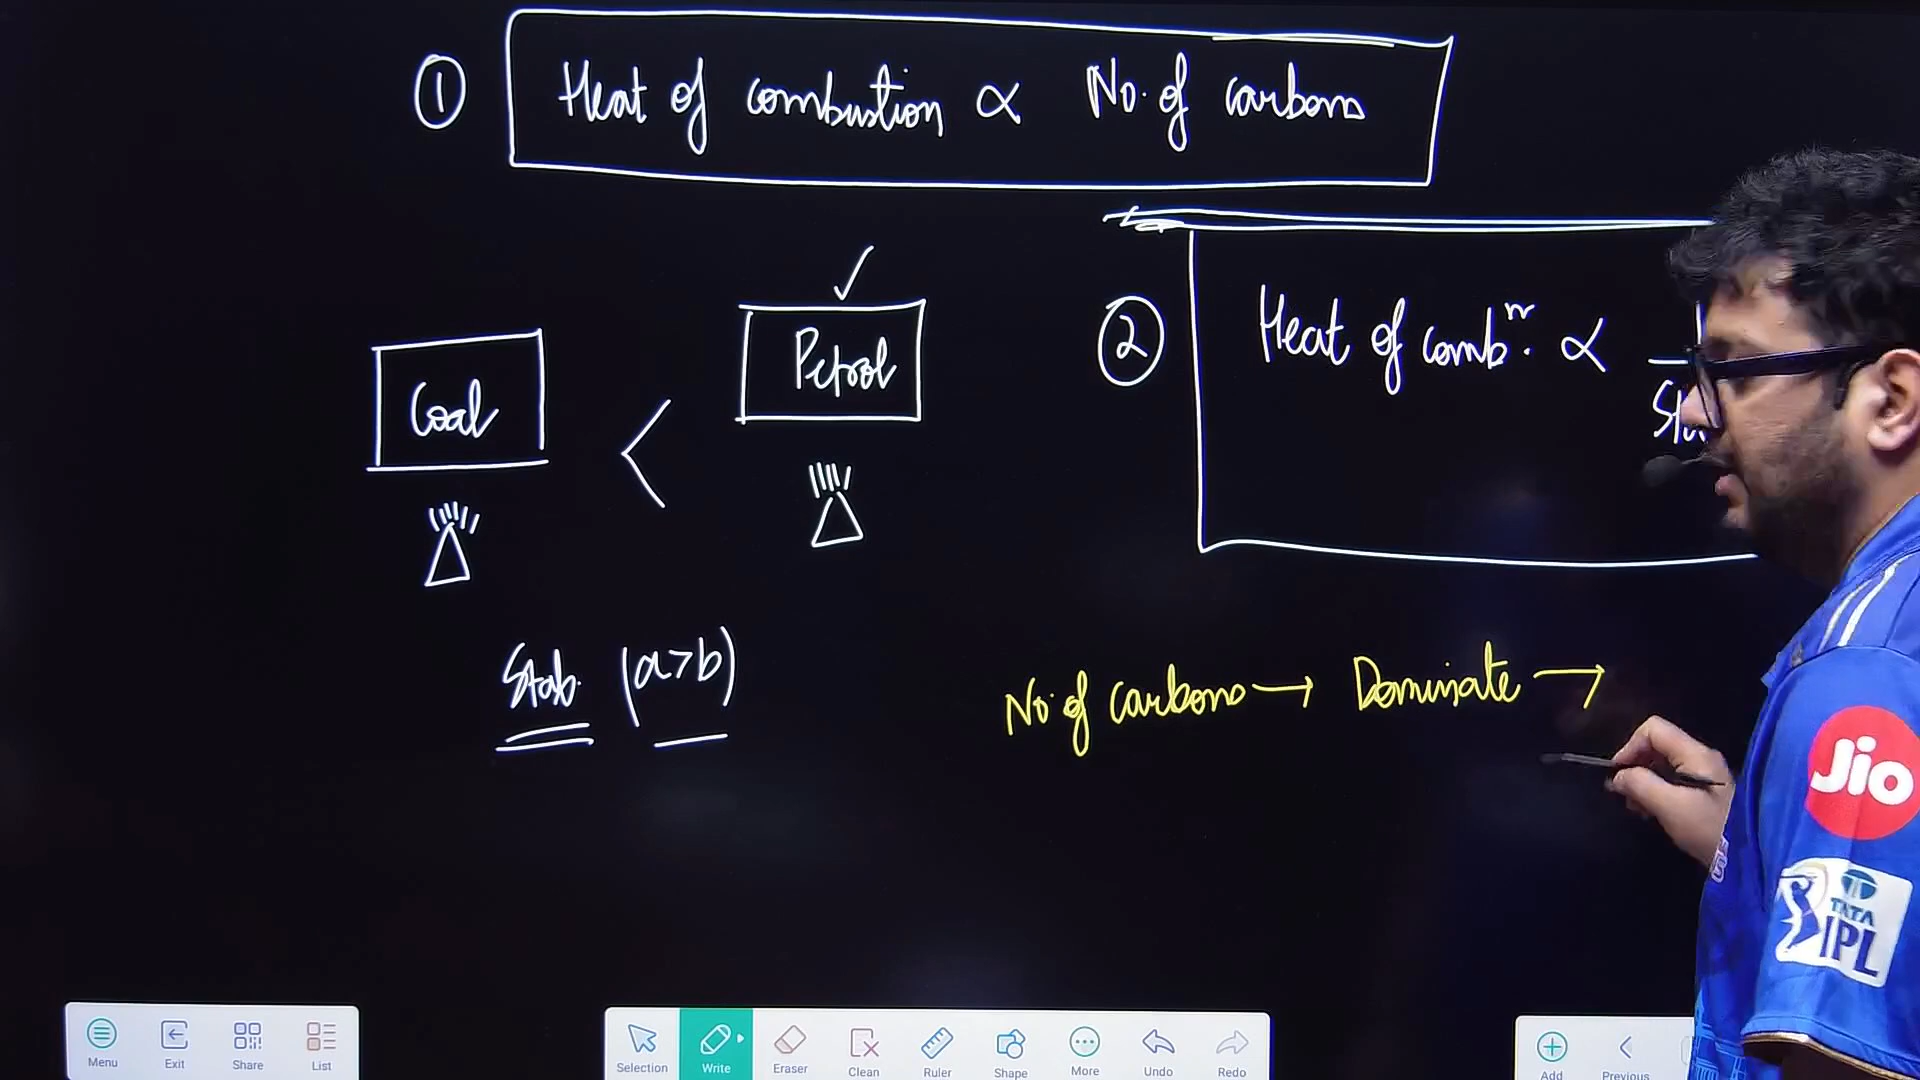 ① Heat of combustion ∝ No. of carbons
② Heat of combⁿ. ∝
Coal < Petrol
Stab. (a>b)
No. of carbons → Dominate →
Jio
TATA
IPL
Menu
Exit
Share
List
Selection
Write
Eraser
Clean
Ruler
Shape
More
Undo
Redo
Add
Previous